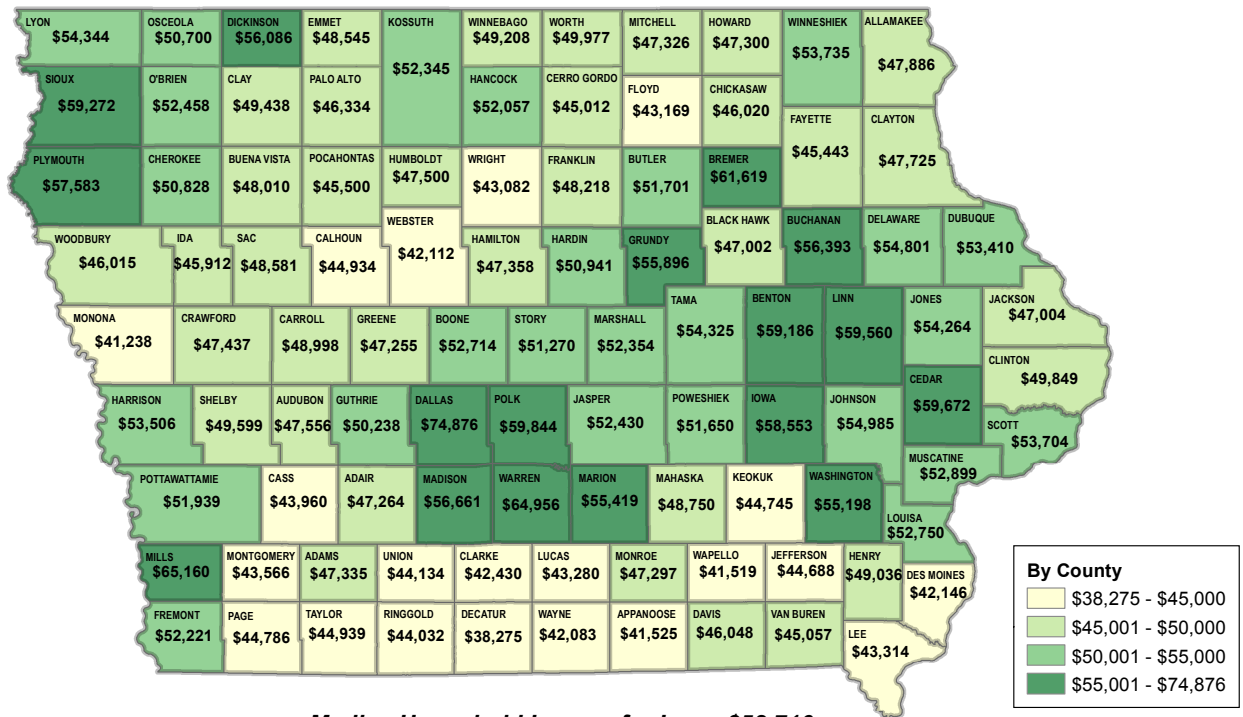 LYON
$54,344
OSCEOLA
$50,700
DICKINSON
$56,086
EMMET
$48,545
KOSSUTH
$52,345
WINNEBAGO
$49,208
WORTH
$49,977
MITCHELL
$47,326
HOWARD
$47,300
WINNESHIEK
$53,735
ALLAMAKEE
$47,886
SIOUX
$59,272
O'BRIEN
$52,458
CLAY
$49,438
PALO ALTO
$46,334
HANCOCK
$52,057
CERRO GORDO
$45,012
FLOYD
$43,169
CHICKASAW
$46,020
FAYETTE
$45,443
CLAYTON
$47,725
PLYMOUTH
$57,583
CHEROKEE
$50,828
BUENA VISTA
$48,010
POCAHONTAS
$45,500
HUMBOLDT
$47,500
WRIGHT
$43,082
FRANKLIN
$48,218
BUTLER
$51,701
BREMER
$61,619
WOODBURY
$46,015
IDA
$45,912
SAC
$48,581
CALHOUN
$44,934
WEBSTER
$42,112
HAMILTON
$47,358
HARDIN
$50,941
GRUNDY
$55,896
BLACK HAWK
$47,002
BUCHANAN
$56,393
DELAWARE
$54,801
DUBUQUE
$53,410
MONONA
$41,238
CRAWFORD
$47,437
CARROLL
$48,998
GREENE
$47,255
BOONE
$52,714
STORY
$51,270
MARSHALL
$52,354
TAMA
$54,325
BENTON
$59,186
LINN
$59,560
JONES
$54,264
JACKSON
$47,004
CLINTON
$49,849
CEDAR
$59,672
HARRISON
$53,506
SHELBY
$49,599
AUDUBON
$47,556
GUTHRIE
$50,238
DALLAS
$74,876
POLK
$59,844
JASPER
$52,430
POWESHIEK
$51,650
IOWA
$58,553
JOHNSON
$54,985
SCOTT
$53,704
MUSCATINE
$52,899
POTTAWATTAMIE
$51,939
CASS
$43,960
ADAIR
$47,264
MADISON
$56,661
WARREN
$64,956
MARION
$55,419
MAHASKA
$48,750
KEOKUK
$44,745
WASHINGTON
$55,198
LOUISA
$52,750
MILLS
$65,160
MONTGOMERY
$43,566
ADAMS
$47,335
UNION
$44,134
CLARKE
$42,430
LUCAS
$43,280
MONROE
$47,297
WAPELLO
$41,519
JEFFERSON
$44,688
HENRY
$49,036
DES MOINES
$42,146
FREMONT
$52,221
PAGE
$44,786
TAYLOR
$44,939
RINGGOLD
$44,032
DECATUR
$38,275
WAYNE
$42,083
APPANOOSE
$41,525
DAVIS
$46,048
VAN BUREN
$45,057
LEE
$43,314
By County
$38,275 - $45,000
$45,001 - $50,000
$50,001 - $55,000
$55,001 - $74,876